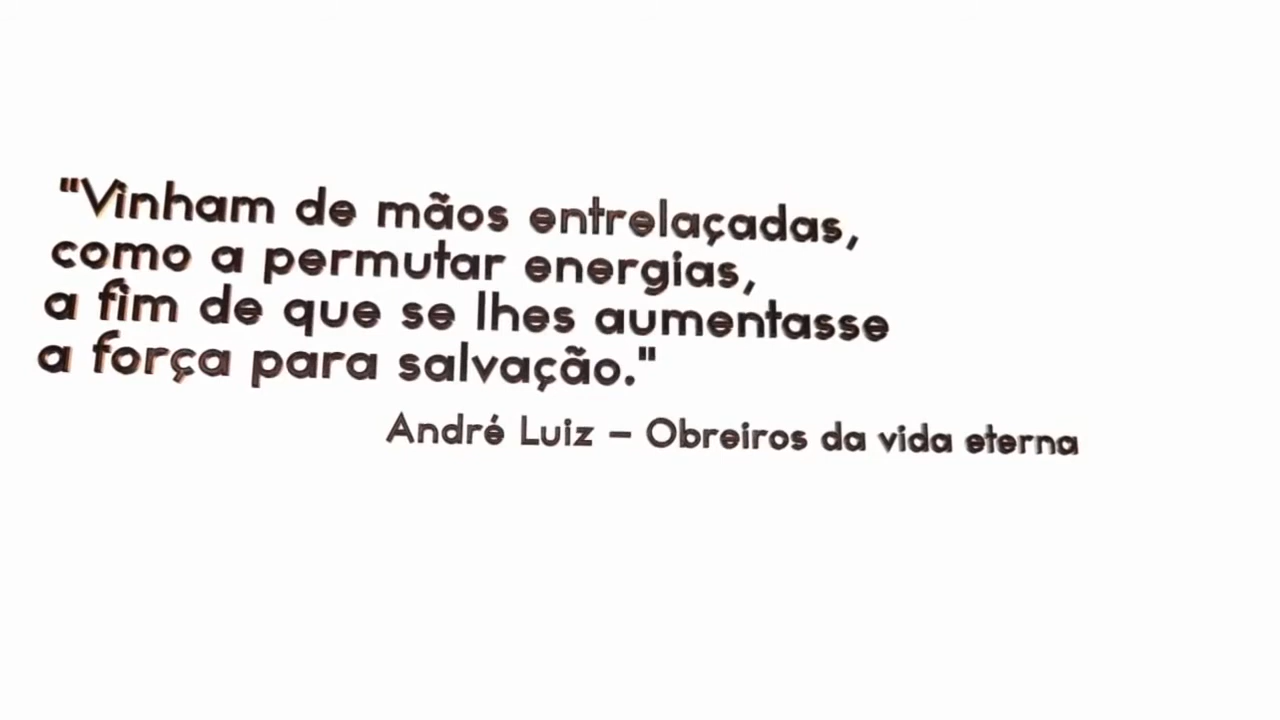 "Vinham de mãos entrelaçadas,
como a permutar energias,
a fim de que se lhes aumentasse
a força para salvação."
André Luiz – Obreiros da vida eterna